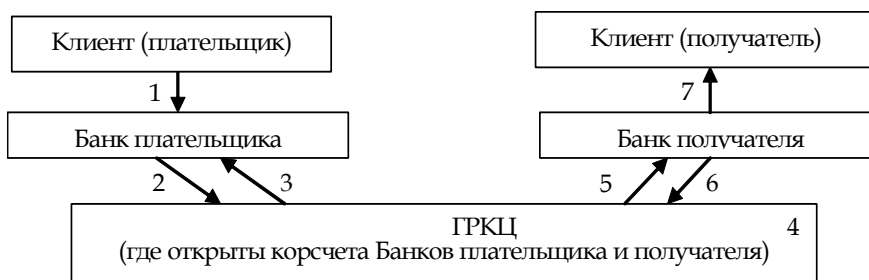 Клиент (плательщик)
Клиент (получатель)
1
7
Банк плательщика
Банк получателя
2
3
5
6
ГРКЦ
4
(где открыты корсчета Банков плательщика и получателя)